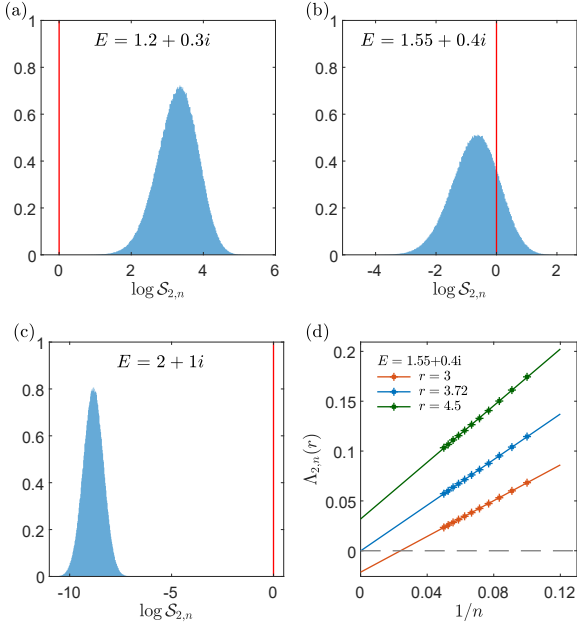 (a)
E = 1.2 + 0.3i
1
0.8
0.6
0.4
0.2
0
0 2 4 6
log S₂,ₙ
(b)
E = 1.55 + 0.4i
1
0.8
0.6
0.4
0.2
0
-4 -2 0 2
log S₂,ₙ
(c)
E = 2 + 1i
1
0.8
0.6
0.4
0.2
0
-10 -5 0
log S₂,ₙ
(d)
E = 1.55+0.4i
r = 3
r = 3.72
r = 4.5
0.2
0.15
0.1
0.05
0
Λ₂,ₙ(r)
0 0.04 0.08 0.12
1/n